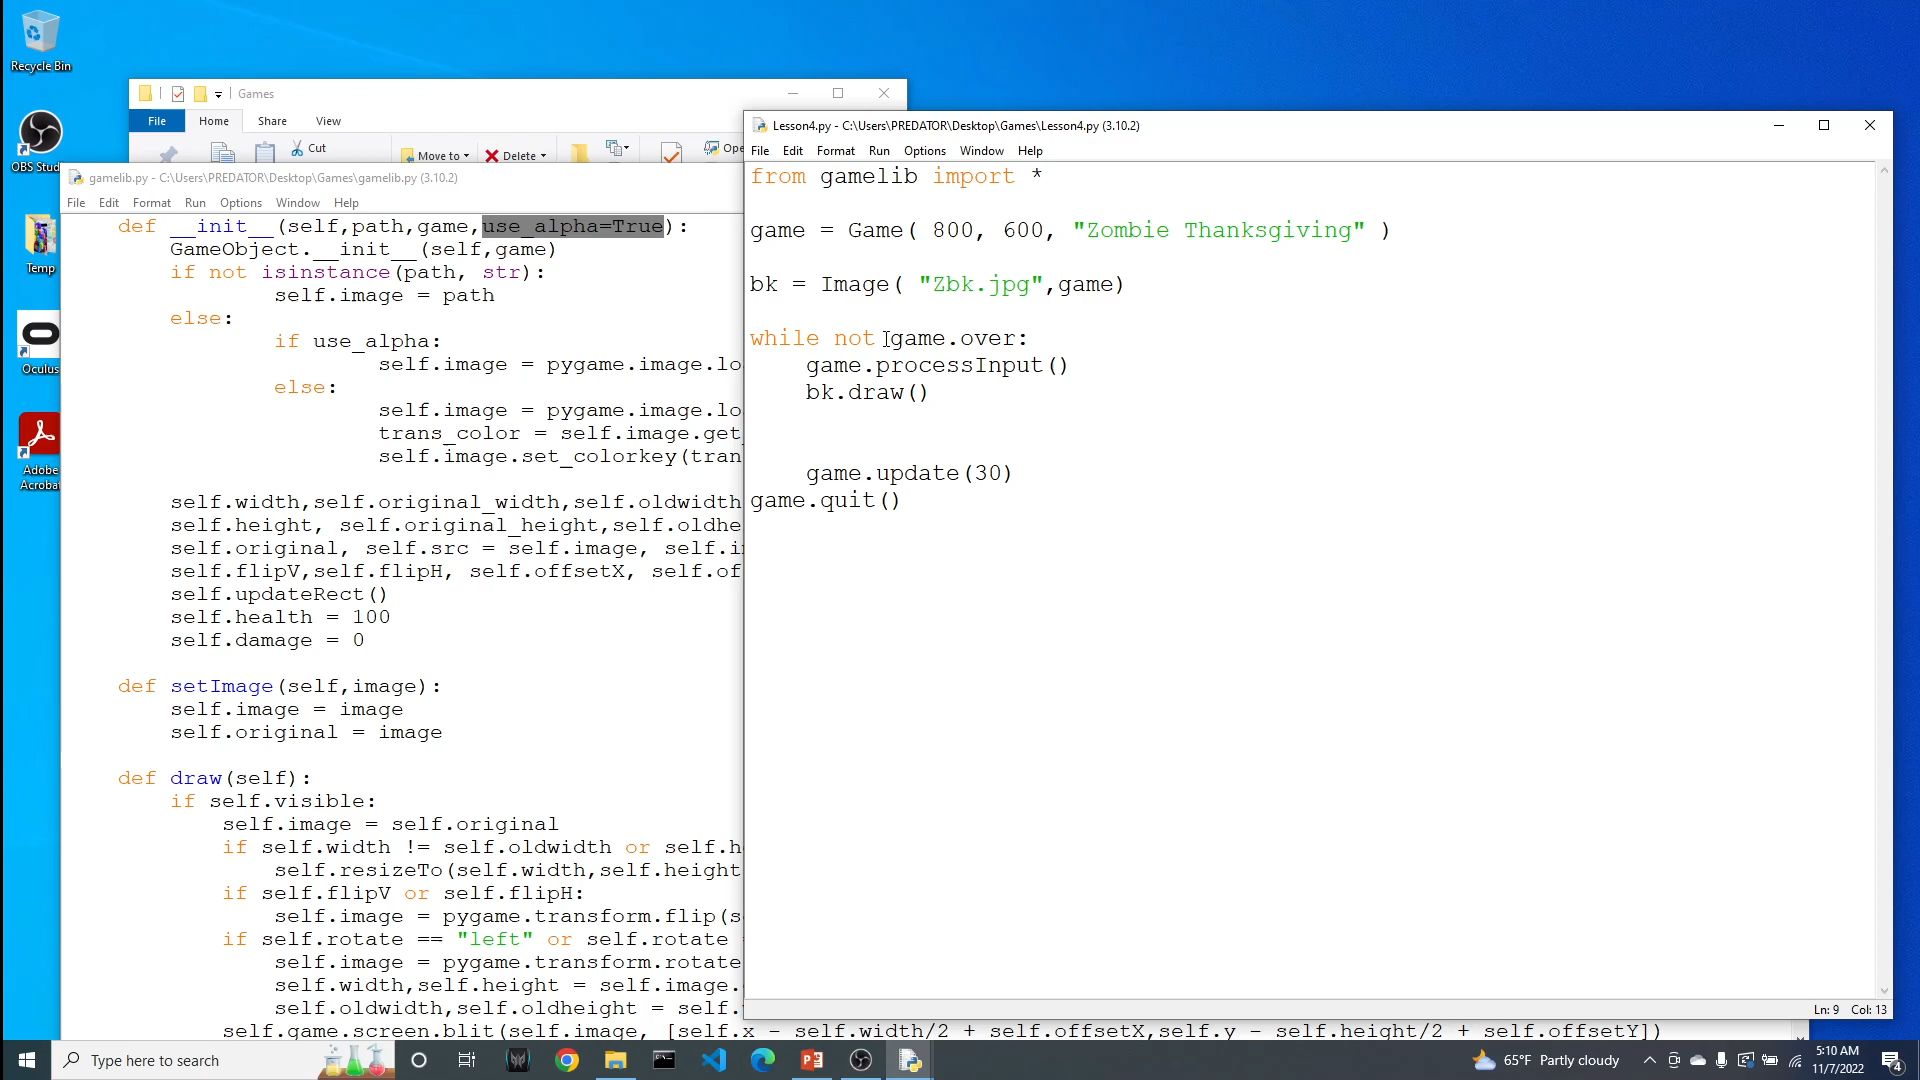 Recycle Bin
OBS Stud
Temp
Oculus
Adobe
Acrobat
Games
File Home Share View
Cut
Move to
Delete
gamelib.py - C:\Users\PREDATOR\Desktop\Games\gamelib.py (3.10.2)
File Edit Format Run Options Window Help
def __init__(self,path,game,use_alpha=True):
GameObject.__init__(self,game)
if not isinstance(path, str):
self.image = path
else:
if use_alpha:
self.image = pygame.image.lo
else:
self.image = pygame.image.lo
trans_color = self.image.get_
self.image.set_colorkey(tran
self.width,self.original_width,self.oldwidth
self.height, self.original_height,self.oldhe
self.original, self.src = self.image, self.i
self.flipV,self.flipH, self.offsetX, self.of
self.updateRect()
self.health = 100
self.damage = 0
def setImage(self,image):
self.image = image
self.original = image
def draw(self):
if self.visible:
self.image = self.original
if self.width != self.oldwidth or self.h
self.resizeTo(self.width,self.height
if self.flipV or self.flipH:
self.image = pygame.transform.flip(s
if self.rotate == "left" or self.rotate
self.image = pygame.transform.rotate
self.width,self.height = self.image.
self.oldwidth,self.oldheight = self.
self.game.screen.blit(self.image, [self.x - self.width/2 + self.offsetX,self.y - self.height/2 + self.offsetY])
Lesson4.py - C:\Users\PREDATOR\Desktop\Games\Lesson4.py (3.10.2)
File Edit Format Run Options Window Help
from gamelib import *
game = Game( 800, 600, "Zombie Thanksgiving" )
bk = Image( "Zbk.jpg",game)
while not game.over:
game.processInput()
bk.draw()
game.update(30)
game.quit()
Ln: 9 Col: 13
Type here to search
65°F Partly cloudy
5:10 AM
11/7/2022
4